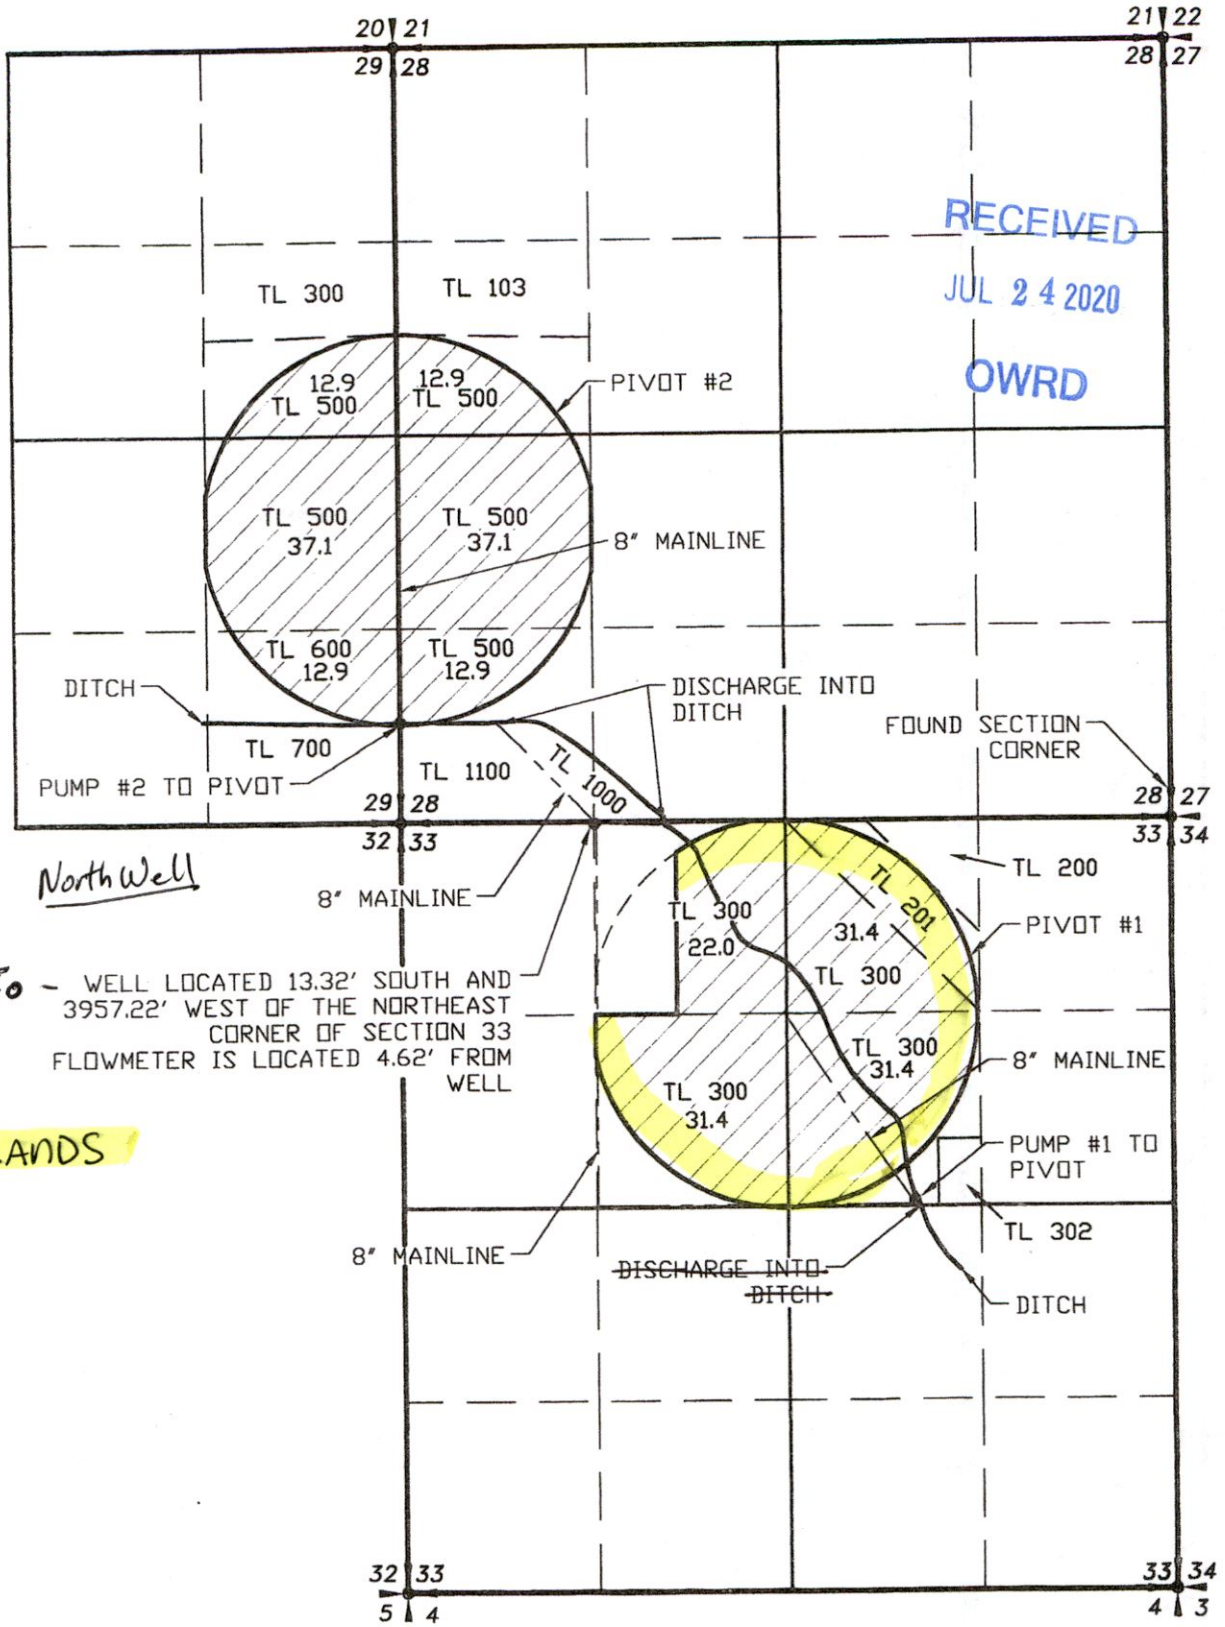 20 21
29 28
21 22
28 27
RECEIVED
JUL 24 2020
OWRD
TL 300
TL 103
12.9
TL 500
12.9
TL 500
PIVOT #2
TL 500
37.1
TL 500
37.1
8" MAINLINE
TL 600
12.9
TL 500
12.9
DITCH
DISCHARGE INTO
DITCH
FOUND SECTION
CORNER
TL 700
PUMP #2 TO PIVOT
TL 1100
TL 1000
29 28
32 33
28 27
33 34
North Well
8" MAINLINE
TL 200
TL 201
TL 300
22.0
31.4
TL 300
PIVOT #1
- WELL LOCATED 13.32' SOUTH AND
3957.22' WEST OF THE NORTHEAST
CORNER OF SECTION 33
FLOWMETER IS LOCATED 4.62' FROM
WELL
TL 300
31.4
8" MAINLINE
TL 300
31.4
LANDS
PUMP #1 TO
PIVOT
TL 302
8" MAINLINE
DISCHARGE INTO
DITCH
DITCH
32 33
5 4
33 34
4 3